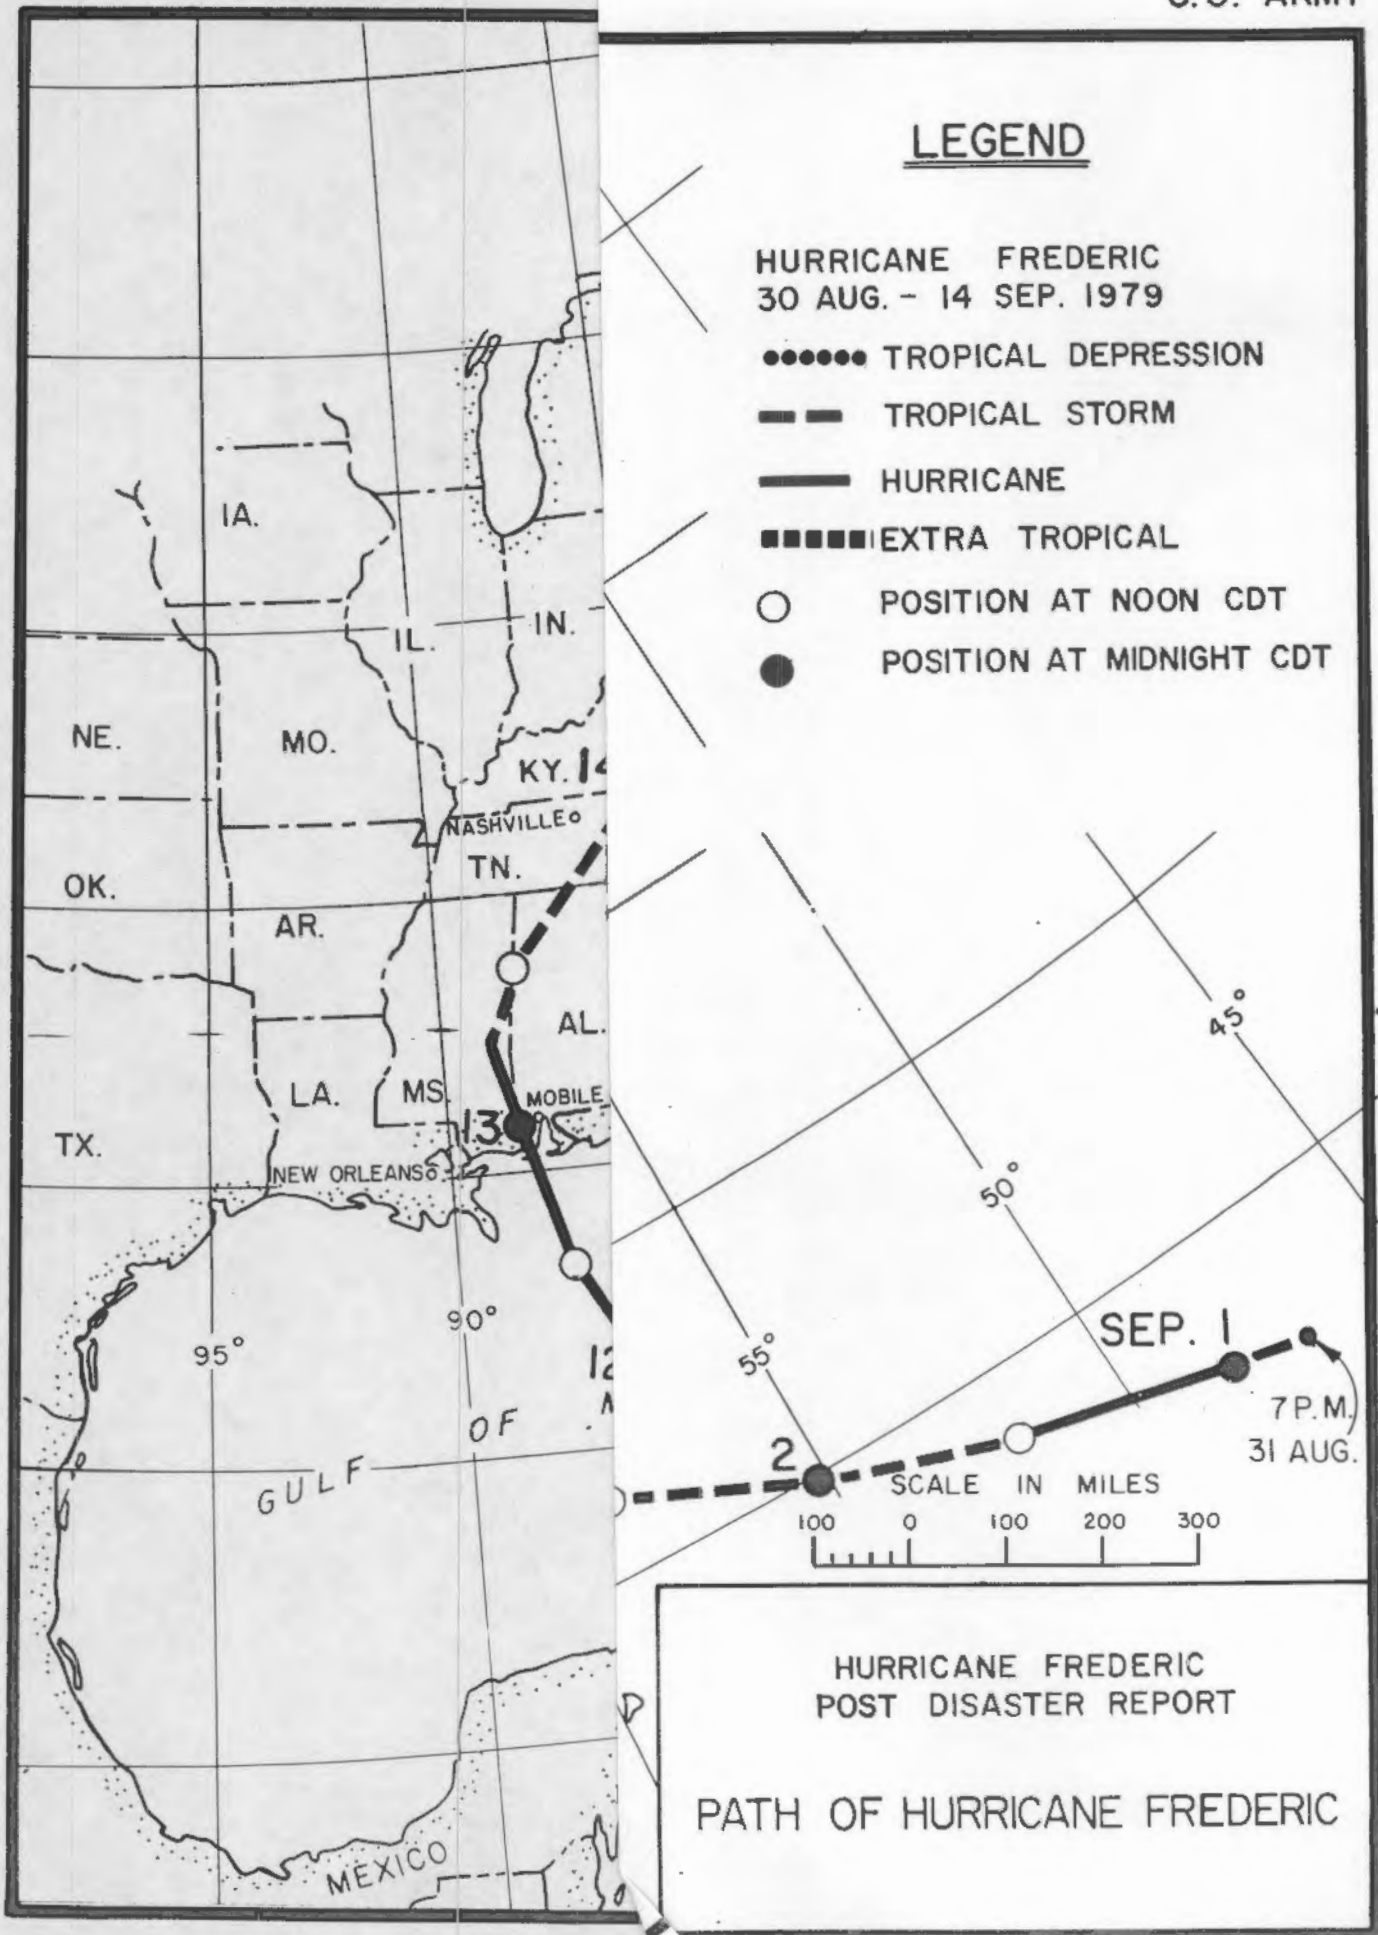 U.S. ARMY
LEGEND
HURRICANE FREDERIC
30 AUG. - 14 SEP. 1979
TROPICAL DEPRESSION
TROPICAL STORM
HURRICANE
EXTRA TROPICAL
POSITION AT NOON CDT
POSITION AT MIDNIGHT CDT
IA.
IL.
IN.
NE.
MO.
KY. 14
NASHVILLE
TN.
OK.
AR.
AL.
LA.
MS.
MOBILE
13
TX.
NEW ORLEANS
90°
95°
12
GULF OF
MEXICO
45°
50°
55°
SEP. 1
7 P.M.
31 AUG.
2
SCALE IN MILES
100 0 100 200 300
HURRICANE FREDERIC
POST DISASTER REPORT
PATH OF HURRICANE FREDERIC